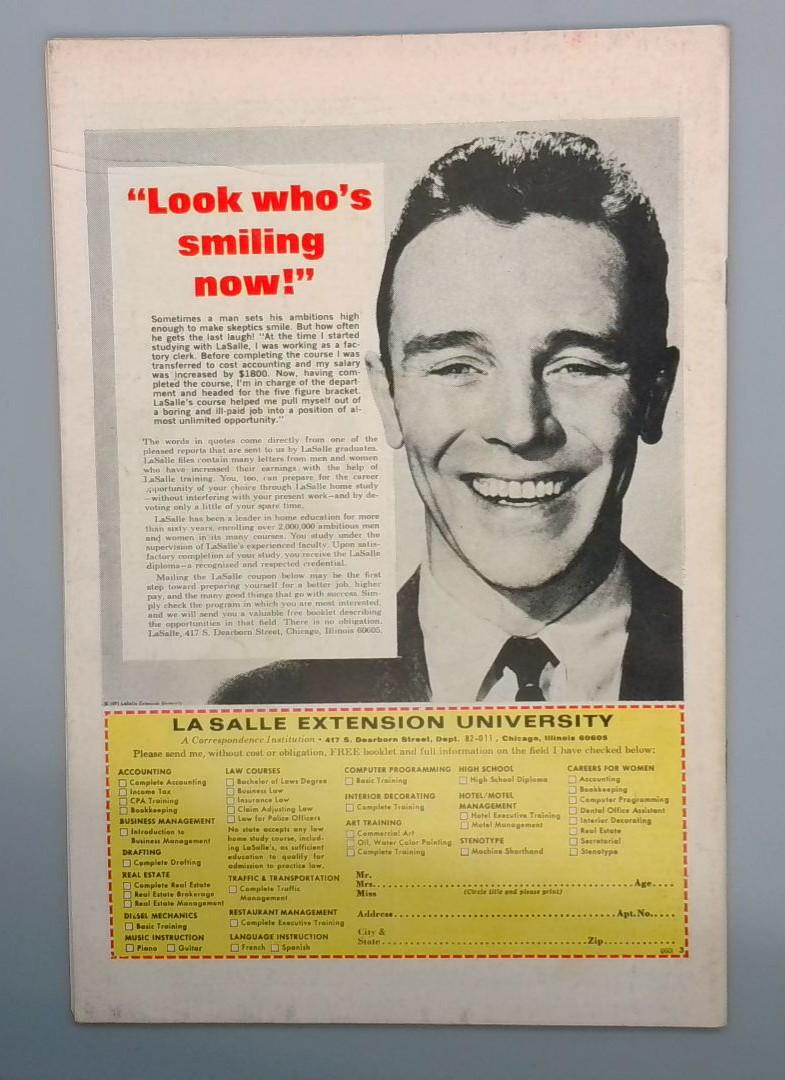 “Look who’s
smiling
now!”
Sometimes a man sets his ambitions high
enough to make skeptics smile. But how often
he gets the last laugh! “At the time I started
studying with LaSalle, I was working as a fac-
tory clerk. Before completing the course I was
transferred to cost accounting and my salary
was increased by $1800. Now, having com-
pleted the course, I’m in charge of the depart-
ment and headed for the five figure bracket.
LaSalle’s course helped me pull myself out of
a boring and ill-paid job into a position of al-
most unlimited opportunity.”
The words in quotes come directly from one of the
pleased reports that are sent to us by LaSalle graduates.
LaSalle files contain many letters from men and women
who have increased their earnings with the help of
LaSalle training. You, too, can prepare for the career
opportunity of your choice through LaSalle home study
—without interfering with your present work—and by de-
voting only a little of your spare time.
LaSalle has been a leader in home education for more
than sixty years, enrolling over 2,000,000 ambitious men
and women in its many courses. You study under the
supervision of LaSalle’s experienced faculty. Upon satis-
factory completion of your study, you receive the LaSalle
diploma—a recognized and respected credential.
Mailing the LaSalle coupon below may be the first
step toward preparing yourself for a better job, higher
pay, and the many good things that go with success. Sim-
ply check the program in which you are most interested,
and we will send you a valuable free booklet describing
the opportunities in that field. There is no obligation.
LaSalle, 417 S. Dearborn Street, Chicago, Illinois 60605.
LaSalle Extension University
LA SALLE EXTENSION UNIVERSITY
A Correspondence Institution • 417 S. Dearborn Street, Dept. 82-011, Chicago, Illinois 60605
Please send me, without cost or obligation, FREE booklet and full information on the field I have checked below:
ACCOUNTING
Complete Accounting
Income Tax
CPA Training
Bookkeeping
BUSINESS MANAGEMENT
Introduction to
Business Management
DRAFTING
Complete Drafting
REAL ESTATE
Complete Real Estate
Real Estate Brokerage
Real Estate Management
DIESEL MECHANICS
Basic Training
MUSIC INSTRUCTION
Piano Guitar
LAW COURSES
Bachelor of Laws Degree
Business Law
Insurance Law
Claim Adjusting Law
Law for Police Officers
No state accepts any law
home study course, includ-
ing LaSalle’s, as sufficient
education to qualify for
admission to practice law.
TRAFFIC & TRANSPORTATION
Complete Traffic
Management
RESTAURANT MANAGEMENT
Complete Executive Training
LANGUAGE INSTRUCTION
French Spanish
COMPUTER PROGRAMMING
Basic Training
INTERIOR DECORATING
Complete Training
ART TRAINING
Commercial Art
Oil, Water Color Painting
Complete Training
HIGH SCHOOL
High School Diploma
HOTEL/MOTEL
MANAGEMENT
Hotel Executive Training
Motel Management
STENOTYPE
Machine Shorthand
CAREERS FOR WOMEN
Accounting
Bookkeeping
Computer Programming
Dental Office Assistant
Interior Decorating
Real Estate
Secretarial
Stenotype
Mr.
Mrs. Age
Miss (Circle title and please print)
Address Apt. No.
City &
State Zip
3